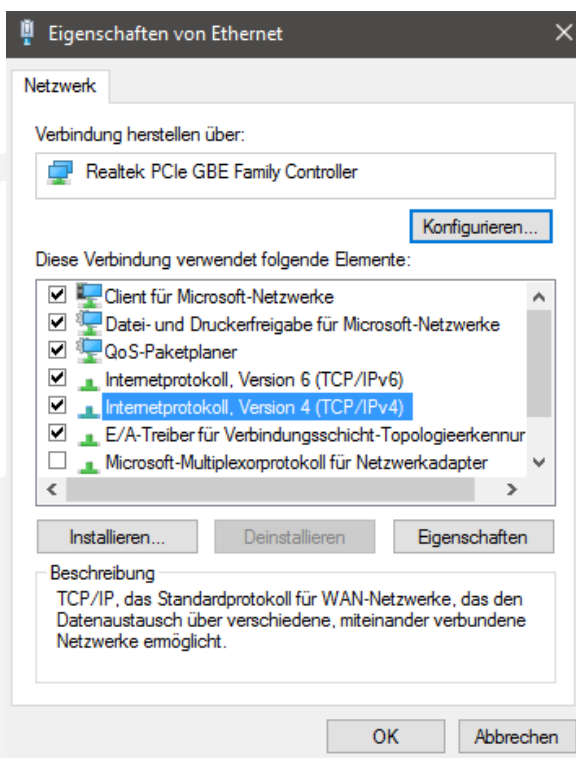 Eigenschaften von Ethernet
Netzwerk
Verbindung herstellen über:
Realtek PCIe GBE Family Controller
Konfigurieren...
Diese Verbindung verwendet folgende Elemente:
Client für Microsoft-Netzwerke
Datei- und Druckerfreigabe für Microsoft-Netzwerke
QoS-Paketplaner
Internetprotokoll, Version 6 (TCP/IPv6)
Internetprotokoll, Version 4 (TCP/IPv4)
E/A-Treiber für Verbindungsschicht-Topologieerkennur
Microsoft-Multiplexorprotokoll für Netzwerkadapter
Installieren... Deinstallieren Eigenschaften
Beschreibung
TCP/IP, das Standardprotokoll für WAN-Netzwerke, das den
Datenaustausch über verschiedene, miteinander verbundene
Netzwerke ermöglicht.
OK Abbrechen